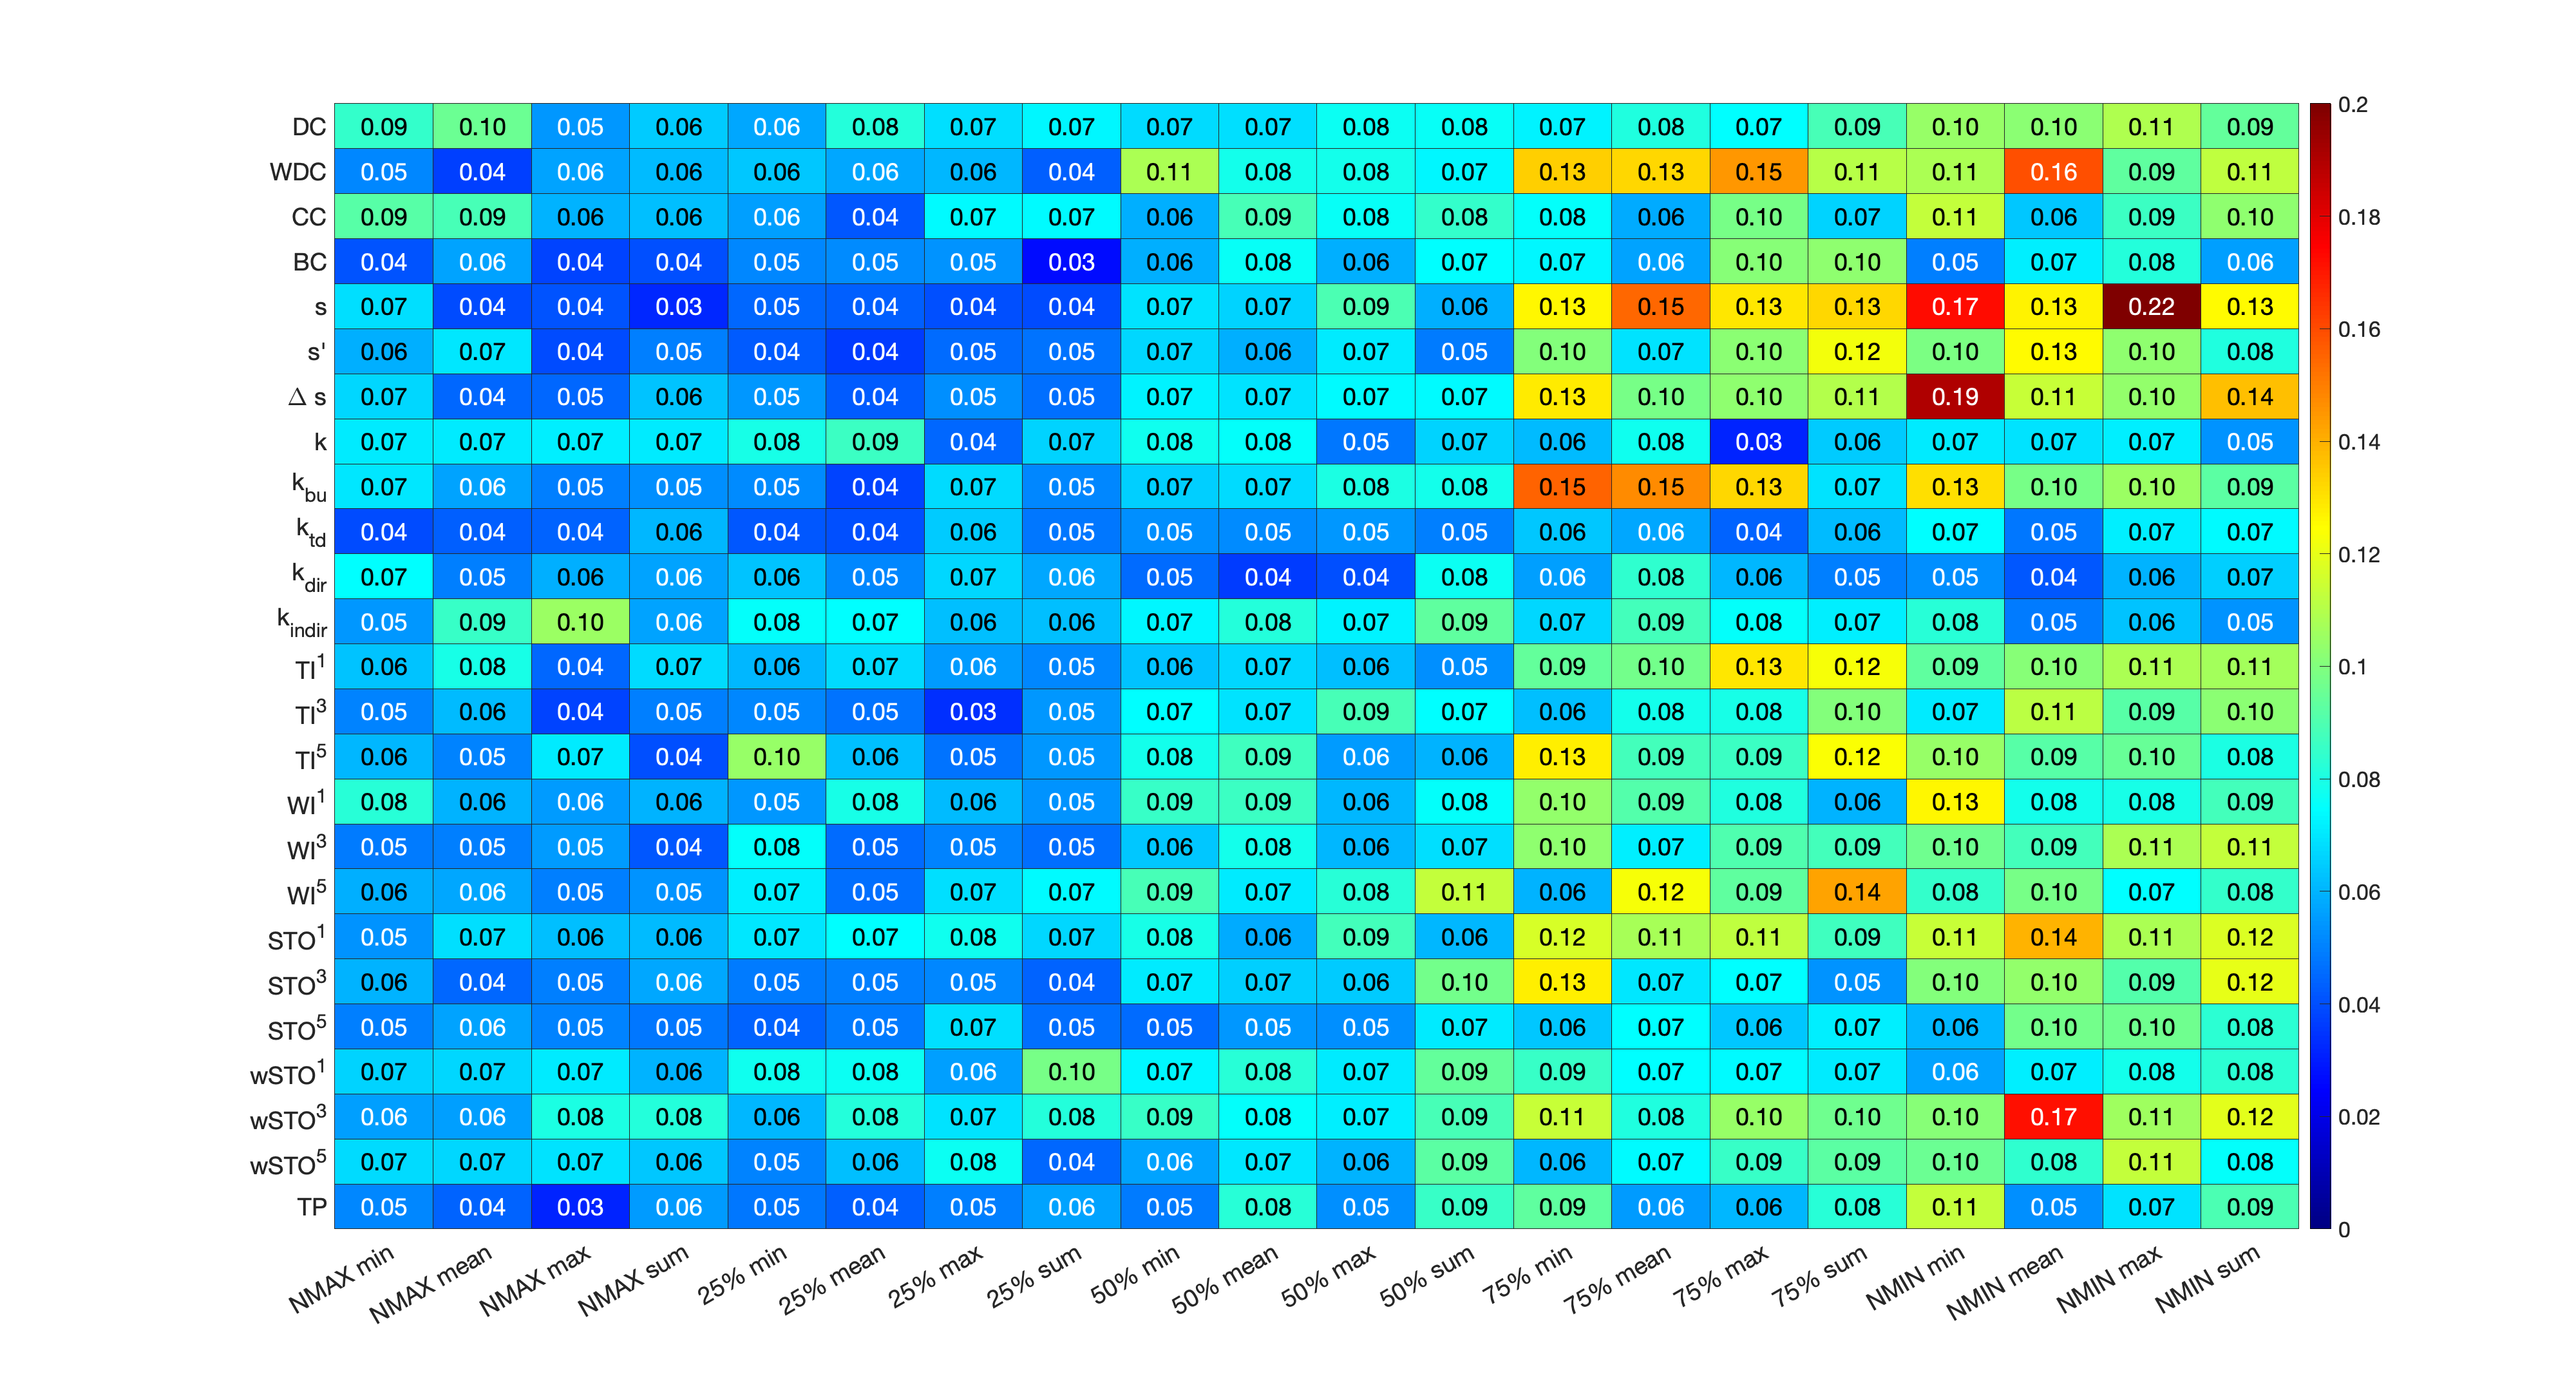 DC 0.09 0.10 0.05 0.06 0.06 0.08 0.07 0.07 0.07 0.07 0.08 0.08 0.07 0.08 0.07 0.09 0.10 0.10 0.11 0.09
WDC 0.05 0.04 0.06 0.06 0.06 0.06 0.06 0.04 0.11 0.08 0.08 0.07 0.13 0.13 0.15 0.11 0.11 0.16 0.09 0.11
CC 0.09 0.09 0.06 0.06 0.06 0.04 0.07 0.07 0.06 0.09 0.08 0.08 0.08 0.06 0.10 0.07 0.11 0.06 0.09 0.10
BC 0.04 0.06 0.04 0.04 0.05 0.05 0.05 0.03 0.06 0.08 0.06 0.07 0.07 0.06 0.10 0.10 0.05 0.07 0.08 0.06
s 0.07 0.04 0.04 0.03 0.05 0.04 0.04 0.04 0.07 0.07 0.09 0.06 0.13 0.15 0.13 0.13 0.17 0.13 0.22 0.13
s' 0.06 0.07 0.04 0.05 0.04 0.04 0.05 0.05 0.07 0.06 0.07 0.05 0.10 0.07 0.10 0.12 0.10 0.13 0.10 0.08
Δ s 0.07 0.04 0.05 0.06 0.05 0.04 0.05 0.05 0.07 0.07 0.07 0.07 0.13 0.10 0.10 0.11 0.19 0.11 0.10 0.14
k 0.07 0.07 0.07 0.07 0.08 0.09 0.04 0.07 0.08 0.08 0.05 0.07 0.06 0.08 0.03 0.06 0.07 0.07 0.07 0.05
k_bu 0.07 0.06 0.05 0.05 0.05 0.04 0.07 0.05 0.07 0.07 0.08 0.08 0.15 0.15 0.13 0.07 0.13 0.10 0.10 0.09
k_td 0.04 0.04 0.04 0.06 0.04 0.04 0.06 0.05 0.05 0.05 0.05 0.05 0.06 0.06 0.04 0.06 0.07 0.05 0.07 0.07
k_dir 0.07 0.05 0.06 0.06 0.06 0.05 0.07 0.06 0.05 0.04 0.04 0.08 0.06 0.08 0.06 0.05 0.05 0.04 0.06 0.07
k_indir 0.05 0.09 0.10 0.06 0.08 0.07 0.06 0.06 0.07 0.08 0.07 0.09 0.07 0.09 0.08 0.07 0.08 0.05 0.06 0.05
TI¹ 0.06 0.08 0.04 0.07 0.06 0.07 0.06 0.05 0.06 0.07 0.06 0.05 0.09 0.10 0.13 0.12 0.09 0.10 0.11 0.11
TI³ 0.05 0.06 0.04 0.05 0.05 0.05 0.03 0.05 0.07 0.07 0.09 0.07 0.06 0.08 0.08 0.10 0.07 0.11 0.09 0.10
TI⁵ 0.06 0.05 0.07 0.04 0.10 0.06 0.05 0.05 0.08 0.09 0.06 0.06 0.13 0.09 0.09 0.12 0.10 0.09 0.10 0.08
WI¹ 0.08 0.06 0.06 0.06 0.05 0.08 0.06 0.05 0.09 0.09 0.06 0.08 0.10 0.09 0.08 0.06 0.13 0.08 0.08 0.09
WI³ 0.05 0.05 0.05 0.04 0.08 0.05 0.05 0.05 0.06 0.08 0.06 0.07 0.10 0.07 0.09 0.09 0.10 0.09 0.11 0.11
WI⁵ 0.06 0.06 0.05 0.05 0.07 0.05 0.07 0.07 0.09 0.07 0.08 0.11 0.06 0.12 0.09 0.14 0.08 0.10 0.07 0.08
STO¹ 0.05 0.07 0.06 0.06 0.07 0.07 0.08 0.07 0.08 0.06 0.09 0.06 0.12 0.11 0.11 0.09 0.11 0.14 0.11 0.12
STO³ 0.06 0.04 0.05 0.06 0.05 0.05 0.05 0.04 0.07 0.07 0.06 0.10 0.13 0.07 0.07 0.05 0.10 0.10 0.09 0.12
STO⁵ 0.05 0.06 0.05 0.05 0.04 0.05 0.07 0.05 0.05 0.05 0.05 0.07 0.06 0.07 0.06 0.07 0.06 0.10 0.10 0.08
wSTO¹ 0.07 0.07 0.07 0.06 0.08 0.08 0.06 0.10 0.07 0.08 0.07 0.09 0.09 0.07 0.07 0.07 0.06 0.07 0.08 0.08
wSTO³ 0.06 0.06 0.08 0.08 0.06 0.08 0.07 0.08 0.09 0.08 0.07 0.09 0.11 0.08 0.10 0.10 0.10 0.17 0.11 0.12
wSTO⁵ 0.07 0.07 0.07 0.06 0.05 0.06 0.08 0.04 0.06 0.07 0.06 0.09 0.06 0.07 0.09 0.09 0.10 0.08 0.11 0.08
TP 0.05 0.04 0.03 0.06 0.05 0.04 0.05 0.06 0.05 0.08 0.05 0.09 0.09 0.06 0.06 0.08 0.11 0.05 0.07 0.09
NMAX min
NMAX mean
NMAX max
NMAX sum
25% min
25% mean
25% max
25% sum
50% min
50% mean
50% max
50% sum
75% min
75% mean
75% max
75% sum
NMIN min
NMIN mean
NMIN max
NMIN sum
0.2
0.18
0.16
0.14
0.12
0.1
0.08
0.06
0.04
0.02
0